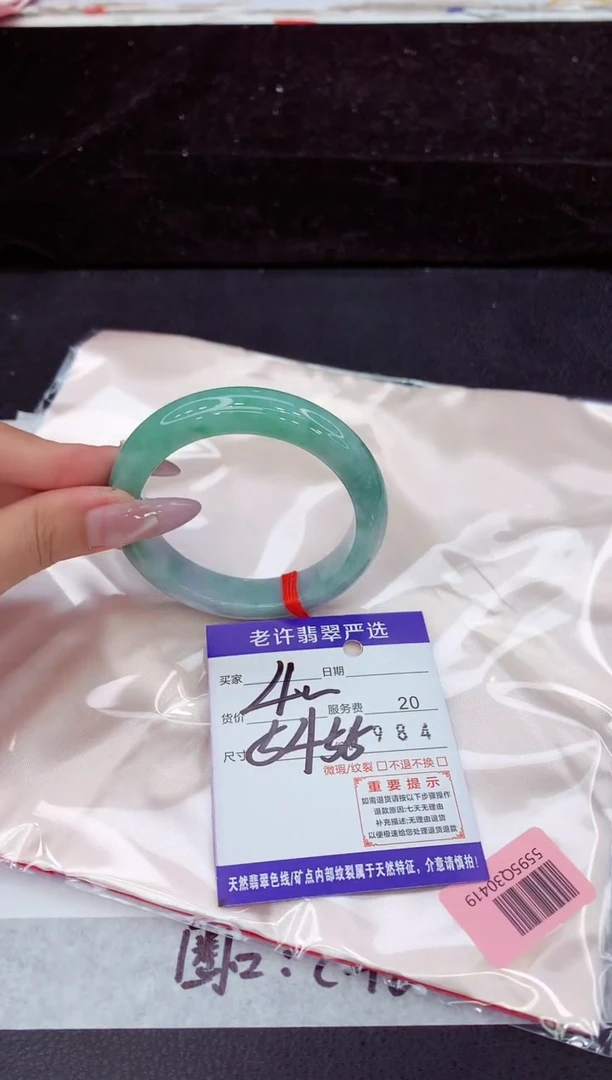 老许翡翠严选
买家 日期
货价 服务费 20
尺寸 5455 984
微瑕/纹裂 不退不换
重要提示
如需退货请按以下步骤操作
退款原因:七天无理由
补充描述:无理由退货
以便极速给您处理退货退款
天然翡翠色线/矿点内部纹裂属于天然特征，介意请慎拍!
5595Q30419
圈口: